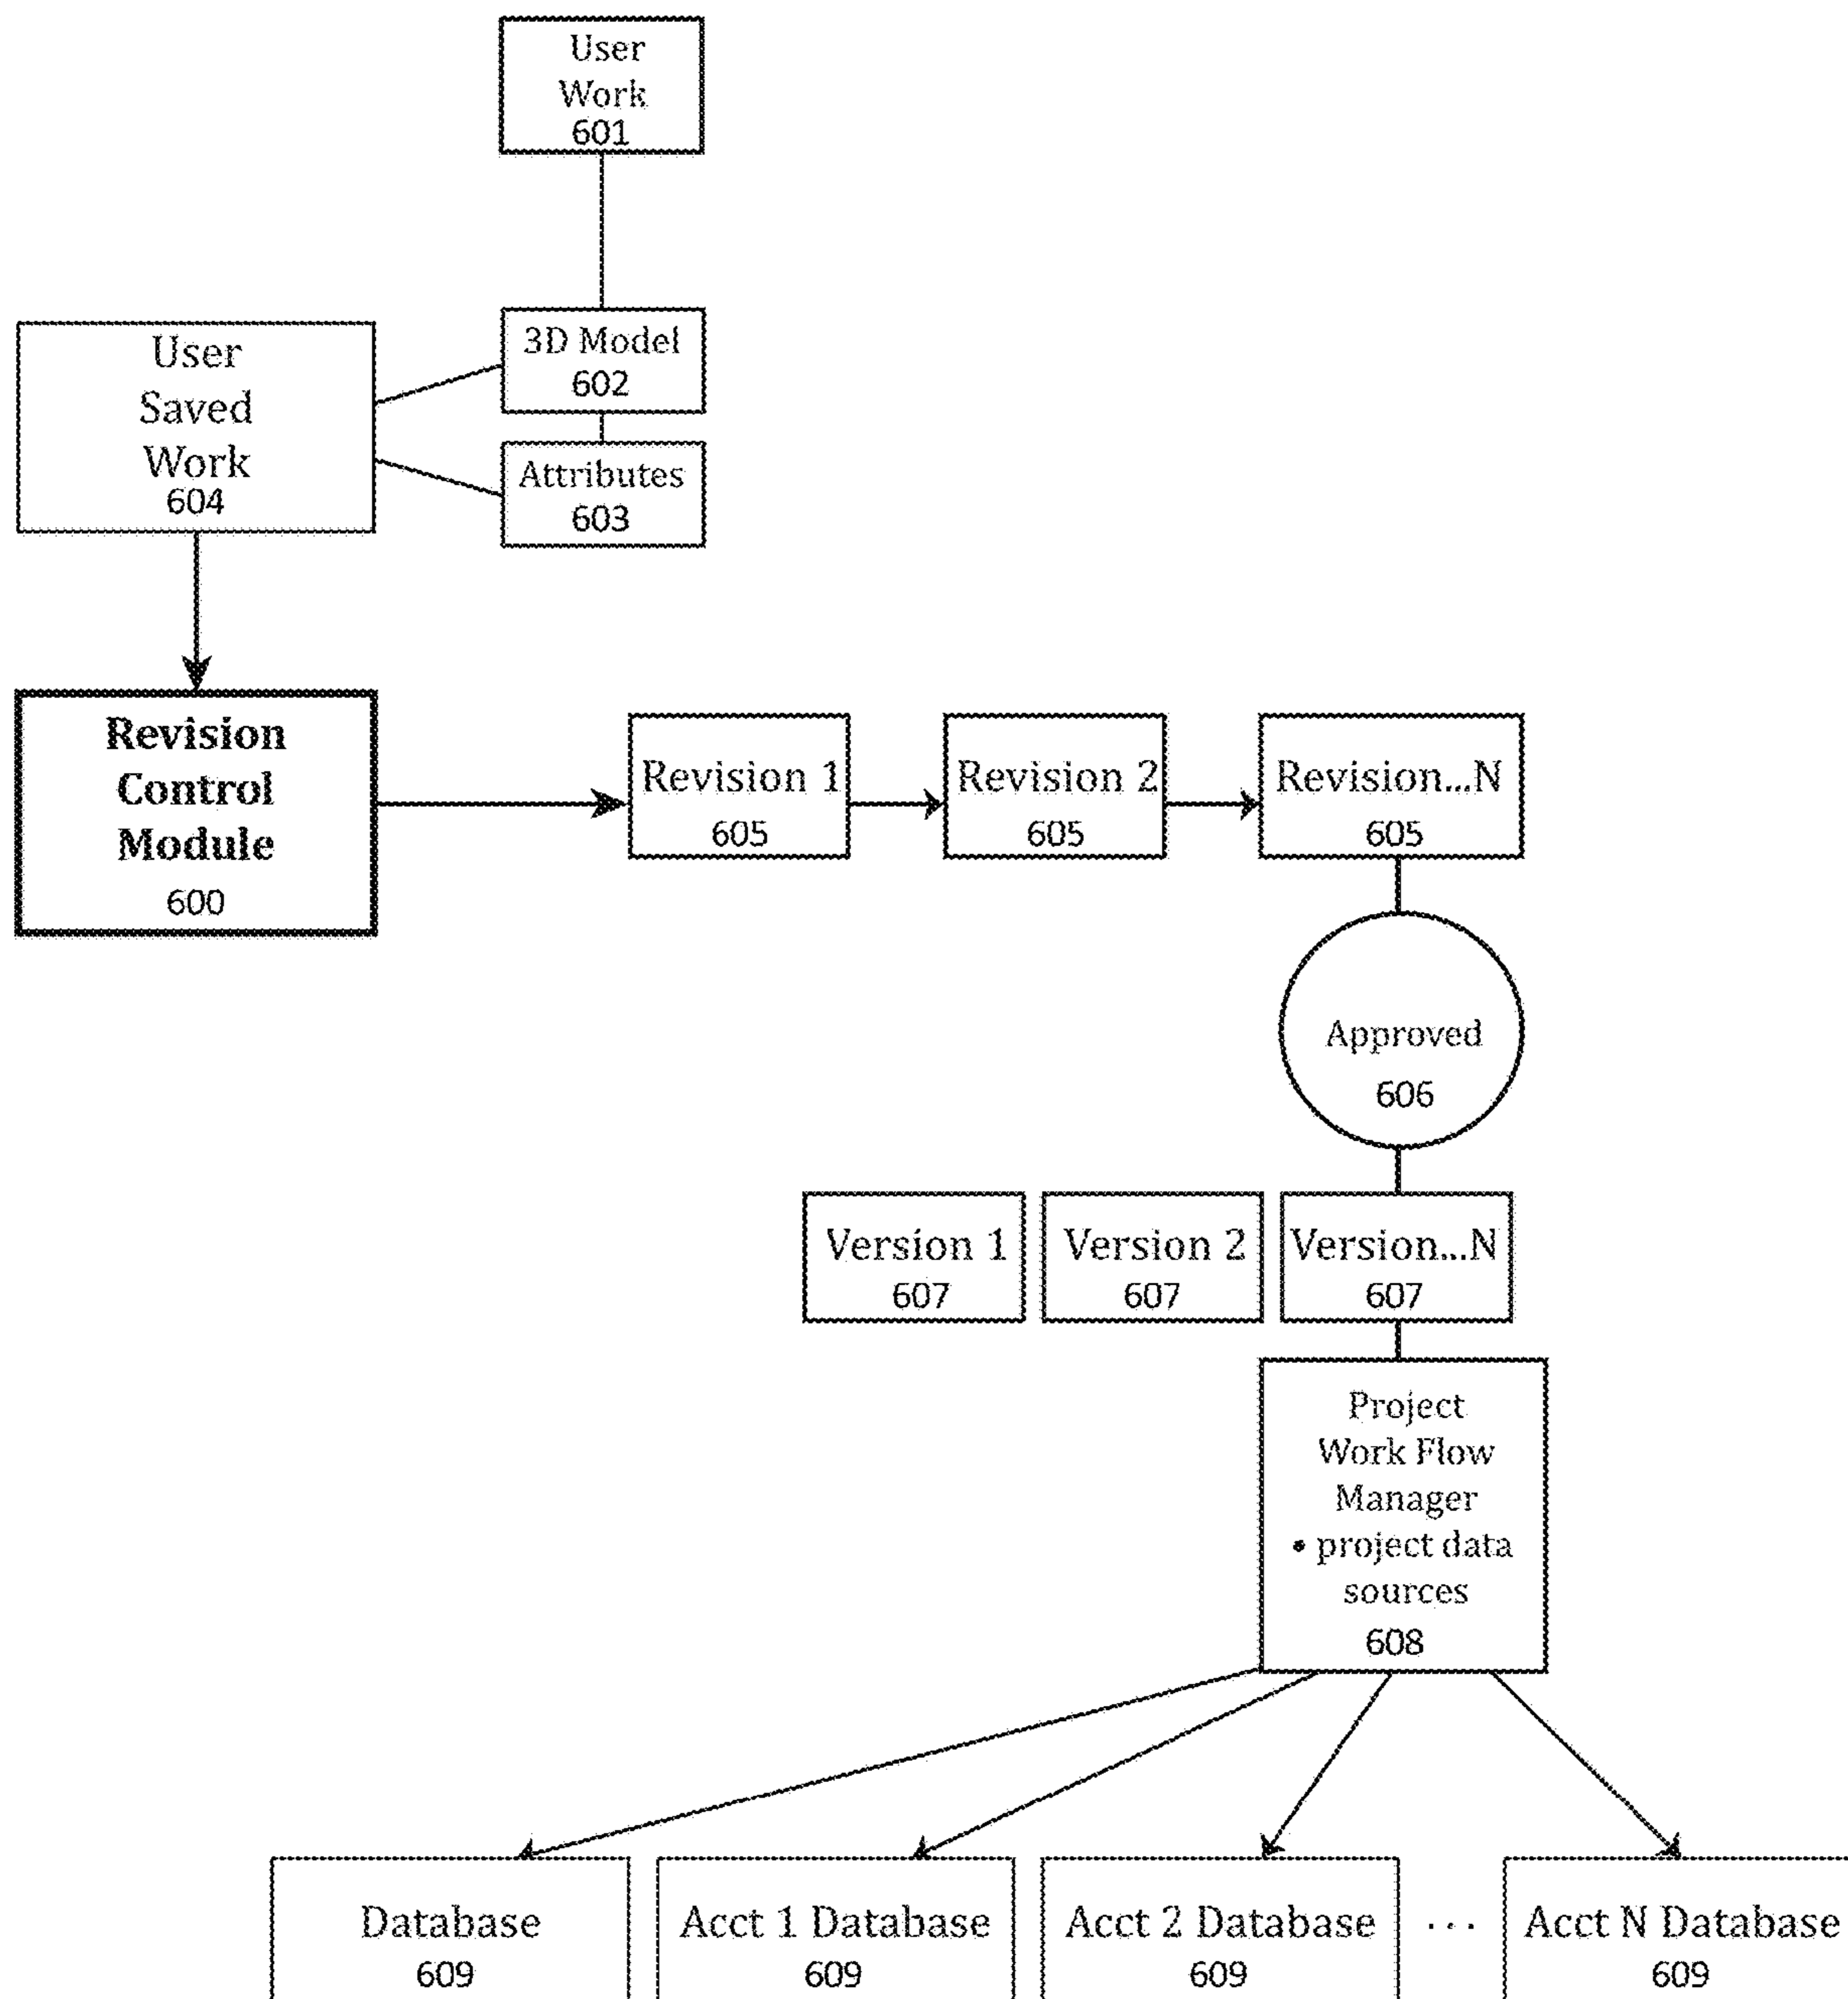 User
Work
601
3D Model
602
User
Saved
Work
604
Attributes
603
Revision
Control
Module
600
Revision 1
605
Revision 2
605
Revision...N
605
Approved
606
Version 1
607
Version 2
607
Version...N
607
Project
Work Flow
Manager
• project data
sources
608
Database
609
Acct 1 Database
609
Acct 2 Database
609
...
Acct N Database
609